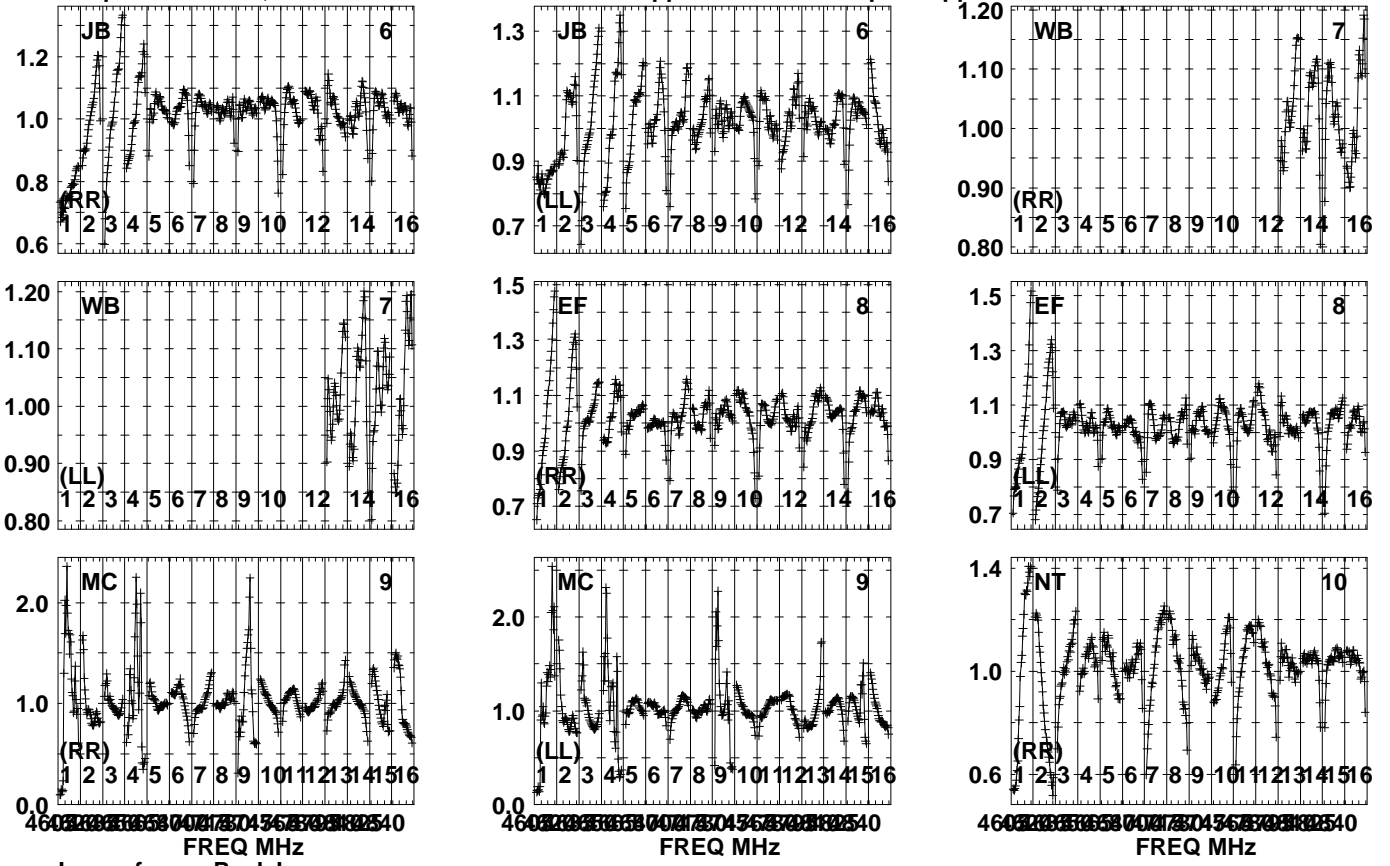 JB 6
1.2
1.0
0.8
0.6
(RR)
1 2 3 4 5 6 7 8 9 10 12 14 16
JB 6
1.3
1.1
0.9
0.7
(LL)
1 2 3 4 5 6 7 8 9 10 12 14 16
WB 7
1.20
1.10
1.00
0.90
0.80
(RR)
1 2 3 4 5 6 7 8 9 10 12 14 16
WB 7
1.20
1.10
1.00
0.90
0.80
(LL)
1 2 3 4 5 6 7 8 9 10 12 14 16
EF 8
1.5
1.3
1.1
0.9
0.7
(RR)
1 2 3 4 5 6 7 8 9 10 12 14 16
EF 8
1.5
1.3
1.1
0.9
0.7
(LL)
1 2 3 4 5 6 7 8 9 10 12 14 16
MC 9
2.0
1.0
0.0
(RR)
1 2 3 4 5 6 7 8 9 10 11 12 13 14 15 16
FREQ MHz
MC 9
2.0
1.0
0.0
(LL)
1 2 3 4 5 6 7 8 9 10 11 12 13 14 15 16
FREQ MHz
NT 10
1.4
1.0
0.6
(RR)
1 2 3 4 5 6 7 8 9 10 11 12 13 14 15 16
FREQ MHz